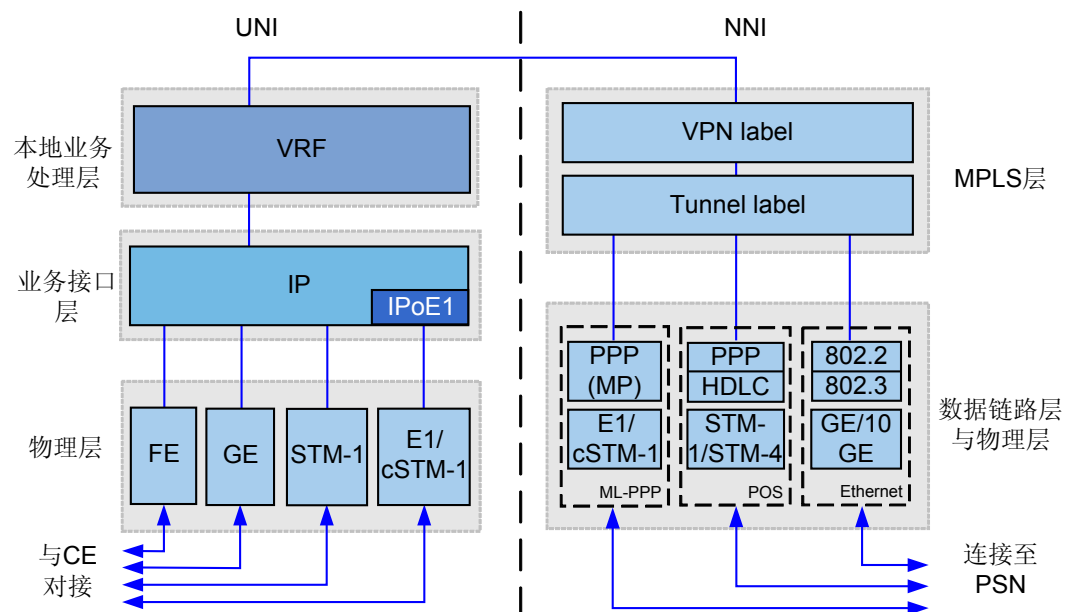 UNI
NNI
本地业务
处理层
VRF
业务接口
层
IP
IPoE1
物理层
FE
GE
STM-1
E1/
cSTM-1
与CE
对接
VPN label
Tunnel label
MPLS层
PPP
(MP)
E1/
cSTM-1
ML-PPP
PPP
HDLC
STM-
1/STM-4
POS
802.2
802.3
GE/10
GE
Ethernet
数据链路层
与物理层
连接至
PSN